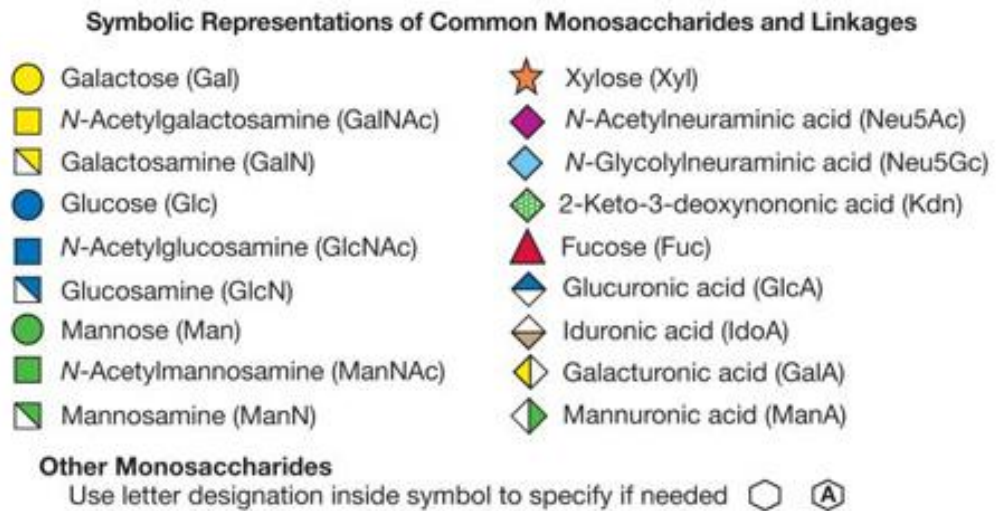 Symbolic Representations of Common Monosaccharides and Linkages
Galactose (Gal)
N-Acetylgalactosamine (GalNAc)
Galactosamine (GalN)
Glucose (Glc)
N-Acetylglucosamine (GlcNAc)
Glucosamine (GlcN)
Mannose (Man)
N-Acetylmannosamine (ManNAc)
Mannosamine (ManN)
Xylose (Xyl)
N-Acetylneuraminic acid (Neu5Ac)
N-Glycolylneuraminic acid (Neu5Gc)
2-Keto-3-deoxynononic acid (Kdn)
Fucose (Fuc)
Glucuronic acid (GlcA)
Iduronic acid (IdoA)
Galacturonic acid (GalA)
Mannuronic acid (ManA)
Other Monosaccharides
Use letter designation inside symbol to specify if needed A